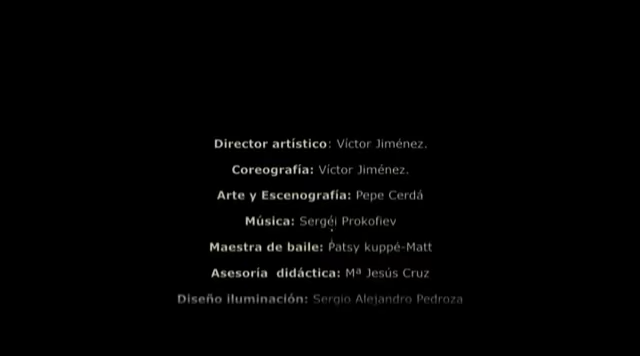 Director artístico: Víctor Jiménez.
Coreografía: Víctor Jiménez.
Arte y Escenografía: Pepe Cerdá
Música: Sergéi Prokofiev
Maestra de baile: Patsy kuppé-Matt
Asesoria didáctica: Mª Jesús Cruz
Diseño iluminación: Sergio Alejandro Pedroza